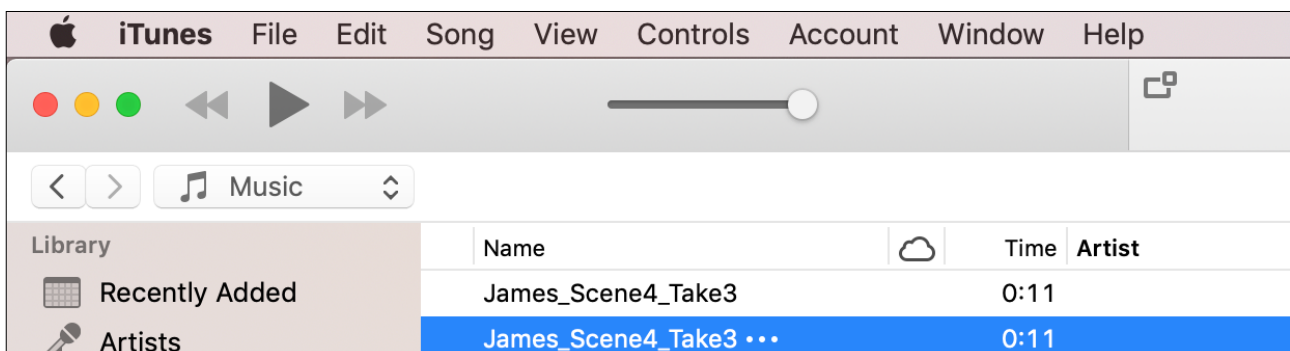 iTunes File Edit Song View Controls Account Window Help
Music
Library
Name Time Artist
Recently Added
James_Scene4_Take3 0:11
Artists
James_Scene4_Take3 ••• 0:11